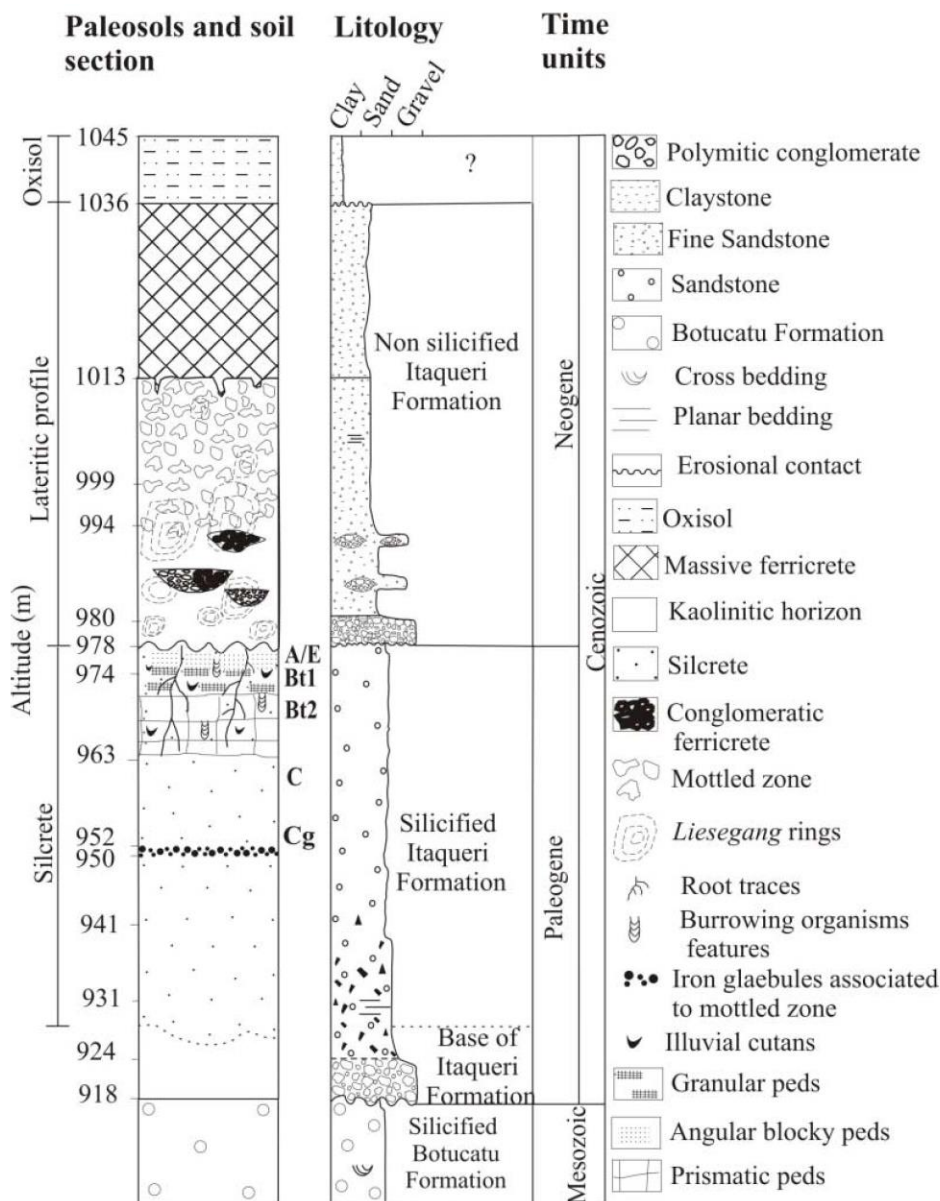 Paleosols and soil
section
Litology
Time
units
Clay
Sand
Gravel
1045
1036
1013
999
994
980
978
974
963
952
950
941
931
924
918
Altitude (m)
Oxisol
Lateritic profile
Silcrete
A/E
Bt1
Bt2
C
Cg
?
Non silicified
Itaqueri
Formation
Silicified
Itaqueri
Formation
Base of
Itaqueri
Formation
Silicified
Botucatu
Formation
Neogene
Paleogene
Cenozoic
Mesozoic
Polymitic conglomerate
Claystone
Fine Sandstone
Sandstone
Botucatu Formation
Cross bedding
Planar bedding
Erosional contact
Oxisol
Massive ferricrete
Kaolinitic horizon
Silcrete
Conglomeratic
ferricrete
Mottled zone
Liesegang rings
Root traces
Burrowing organisms
features
Iron glaebules associated
to mottled zone
Illuvial cutans
Granular peds
Angular blocky peds
Prismatic peds